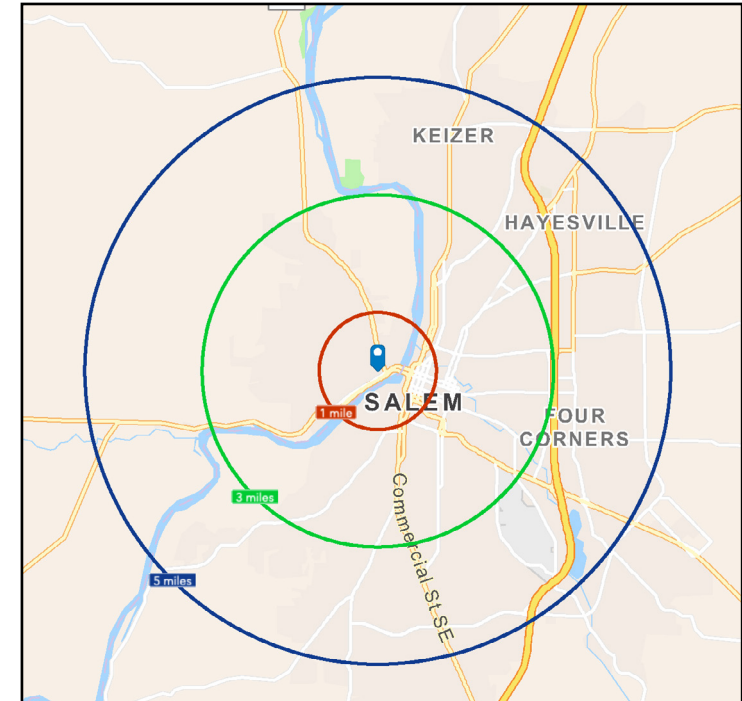 KEIZER
HAYESVILLE
1 mile
SALEM
FOUR
CORNERS
3 miles
Commercial St SE
5 miles